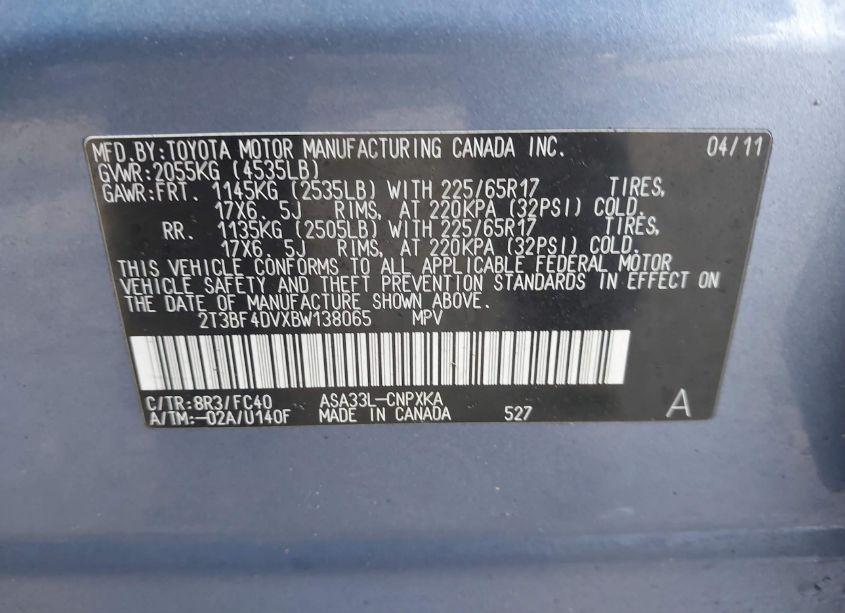 MFD.BY:TOYOTA MOTOR MANUFACTURING CANADA INC. 04/11
GVWR:2055KG (4535LB)
GAWR:FRT. 1145KG (2535LB) WITH 225/65R17 TIRES,
17X6. 5J RIMS, AT 220KPA (32PSI) COLD.
RR. 1135KG (2505LB) WITH 225/65R17 TIRES,
17X6. 5J RIMS, AT 220KPA (32PSI) COLD.
THIS VEHICLE CONFORMS TO ALL APPLICABLE FEDERAL MOTOR
VEHICLE SAFETY AND THEFT PREVENTION STANDARDS IN EFFECT ON
THE DATE OF MANUFACTURE SHOWN ABOVE.
2T3BF4DVXBW138065 MPV
C/TR:8R3/FC40 ASA33L-CNPXKA
A/TM:-02A/U140F MADE IN CANADA 527 A